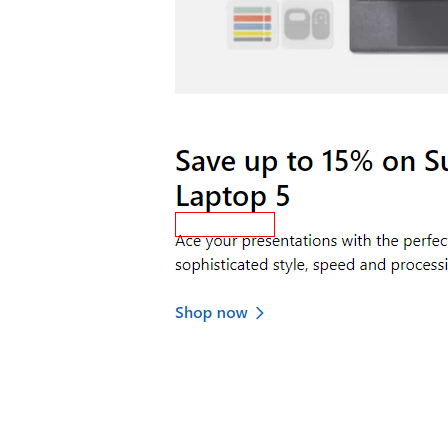 Save up to 15% on Su
Laptop 5
Ace your presentations with the perfec
sophisticated style, speed and processi
Shop now